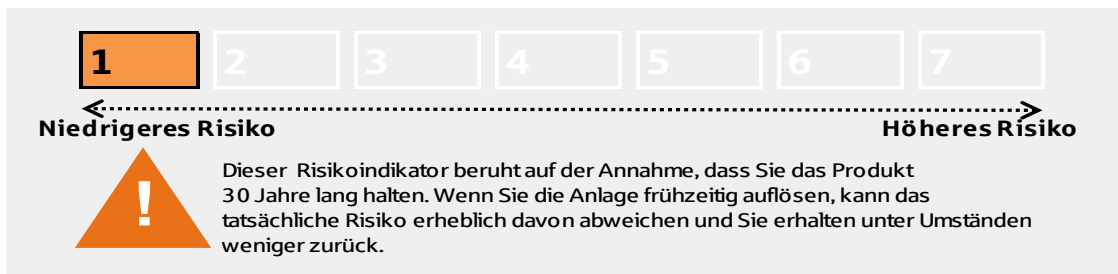 1 2 3 4 5 6 7
Niedrigeres Risiko Höheres Risiko
!
Dieser Risikoindikator beruht auf der Annahme, dass Sie das Produkt
30 Jahre lang halten. Wenn Sie die Anlage frühzeitig auflösen, kann das
tatsächliche Risiko erheblich davon abweichen und Sie erhalten unter Umständen
weniger zurück.